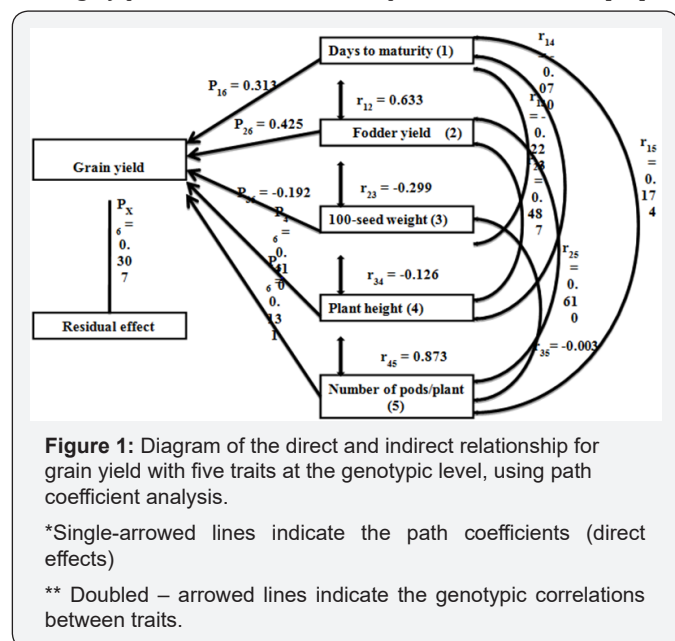 Days to maturity (1)
P16 = 0.313
r12 = 0.633
P26 = 0.425
Fodder yield (2)
Grain yield
= -0.192
r23 = -0.299
100-seed weight (3)
r34 = -0.126
Plant height (4)
r45 = 0.873
Number of pods/plant
(5)
Residual effect
Px
6 =
0.
30
7
r14
r15
=
0.
17
4
r25
=
0.
61
0
r35= -0.003
Figure 1: Diagram of the direct and indirect relationship for
grain yield with five traits at the genotypic level, using path
coefficient analysis.
*Single-arrowed lines indicate the path coefficients (direct
effects)
** Doubled – arrowed lines indicate the genotypic correlations
between traits.